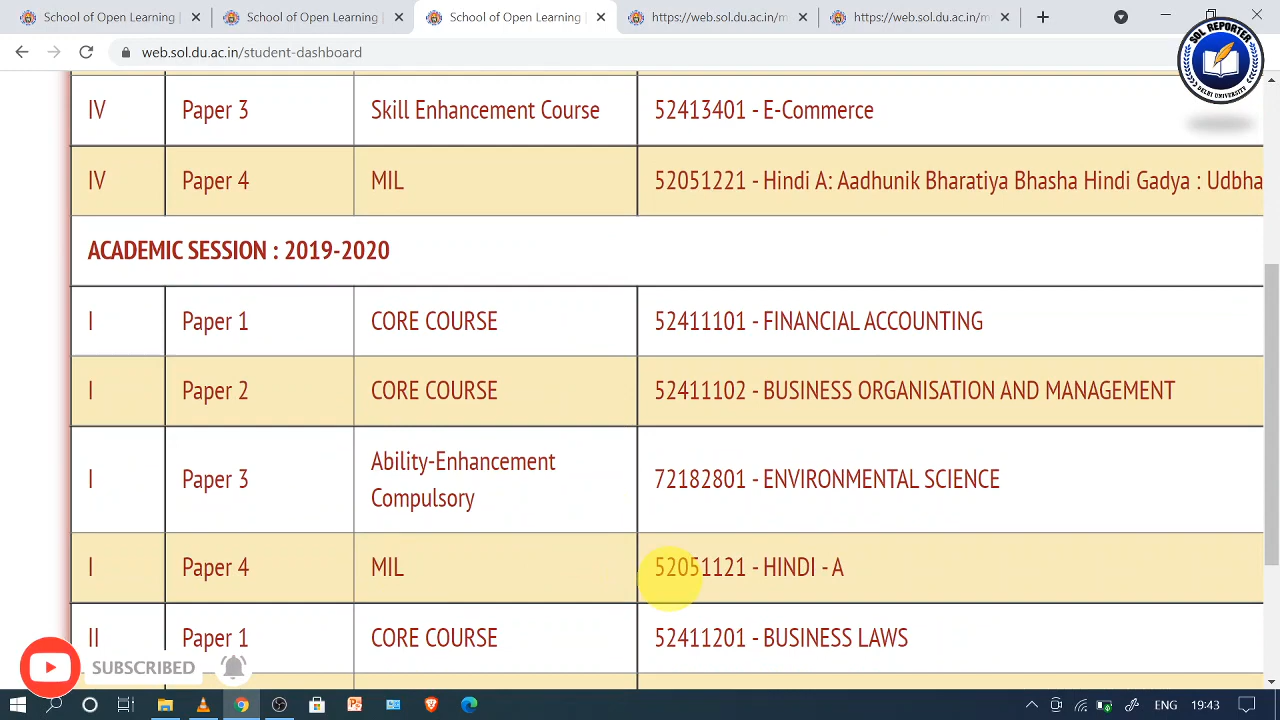 School of Open Learning
School of Open Learning
School of Open Learning
https://web.sol.du.ac.in/m
https://web.sol.du.ac.in/m
web.sol.du.ac.in/student-dashboard
SOL REPORTER
DELHI UNIVERSITY
IV Paper 3 Skill Enhancement Course 52413401 - E-Commerce
IV Paper 4 MIL 52051221 - Hindi A: Aadhunik Bharatiya Bhasha Hindi Gadya : Udbha
ACADEMIC SESSION : 2019-2020
I Paper 1 CORE COURSE 52411101 - FINANCIAL ACCOUNTING
I Paper 2 CORE COURSE 52411102 - BUSINESS ORGANISATION AND MANAGEMENT
I Paper 3 Ability-Enhancement
Compulsory 72182801 - ENVIRONMENTAL SCIENCE
I Paper 4 MIL 52051121 - HINDI - A
II Paper 1 CORE COURSE 52411201 - BUSINESS LAWS
SUBSCRIBED
ENG 19:43